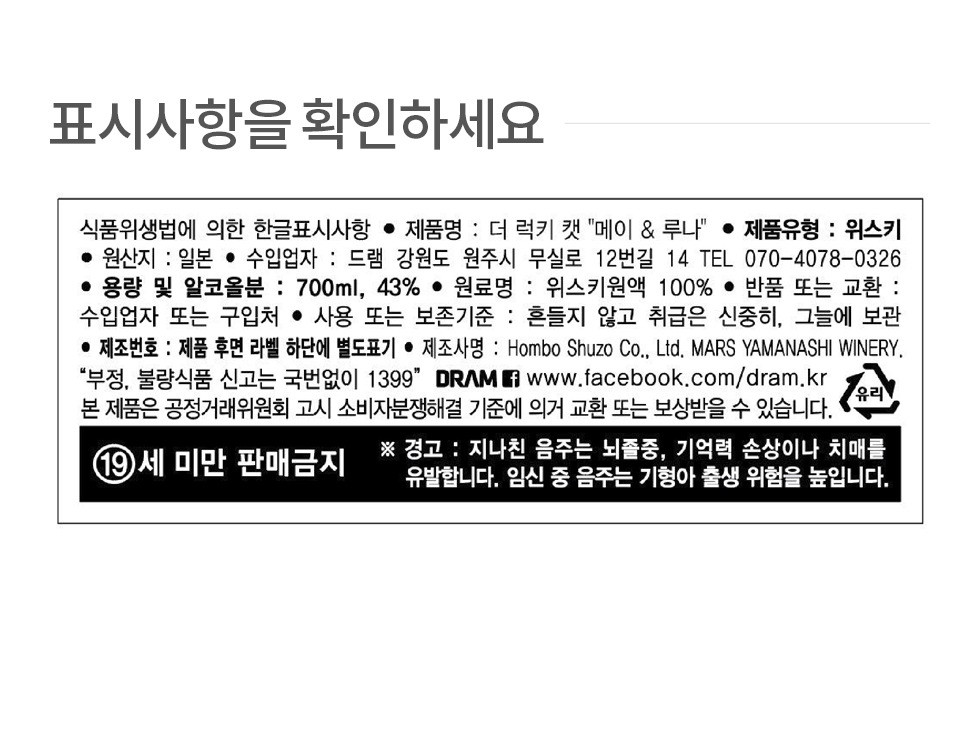 표시사항을 확인하세요
식품위생법에 의한 한글표시사항 ● 제품명 : 더 럭키 캣 "메이 & 루나" ● 제품유형 : 위스키
● 원산지 : 일본 ● 수입업자 : 드램 강원도 원주시 무실로 12번길 14 TEL 070-4078-0326
● 용량 및 알코올분 : 700ml, 43% ● 원료명 : 위스키원액 100% ● 반품 또는 교환 :
수입업자 또는 구입처 ● 사용 또는 보존기준 : 흔들지 않고 취급은 신중히, 그늘에 보관
● 제조번호 : 제품 후면 라벨 하단에 별도표기 ● 제조사명 : Hombo Shuzo Co., Ltd. MARS YAMANASHI WINERY.
“부정, 불량식품 신고는 국번없이 1399” DRAM f www.facebook.com/dram.kr
본 제품은 공정거래위원회 고시 소비자분쟁해결 기준에 의거 교환 또는 보상받을 수 있습니다.
유리
⑲세 미만 판매금지
※ 경고 : 지나친 음주는 뇌졸중, 기억력 손상이나 치매를
유발합니다. 임신 중 음주는 기형아 출생 위험을 높입니다.